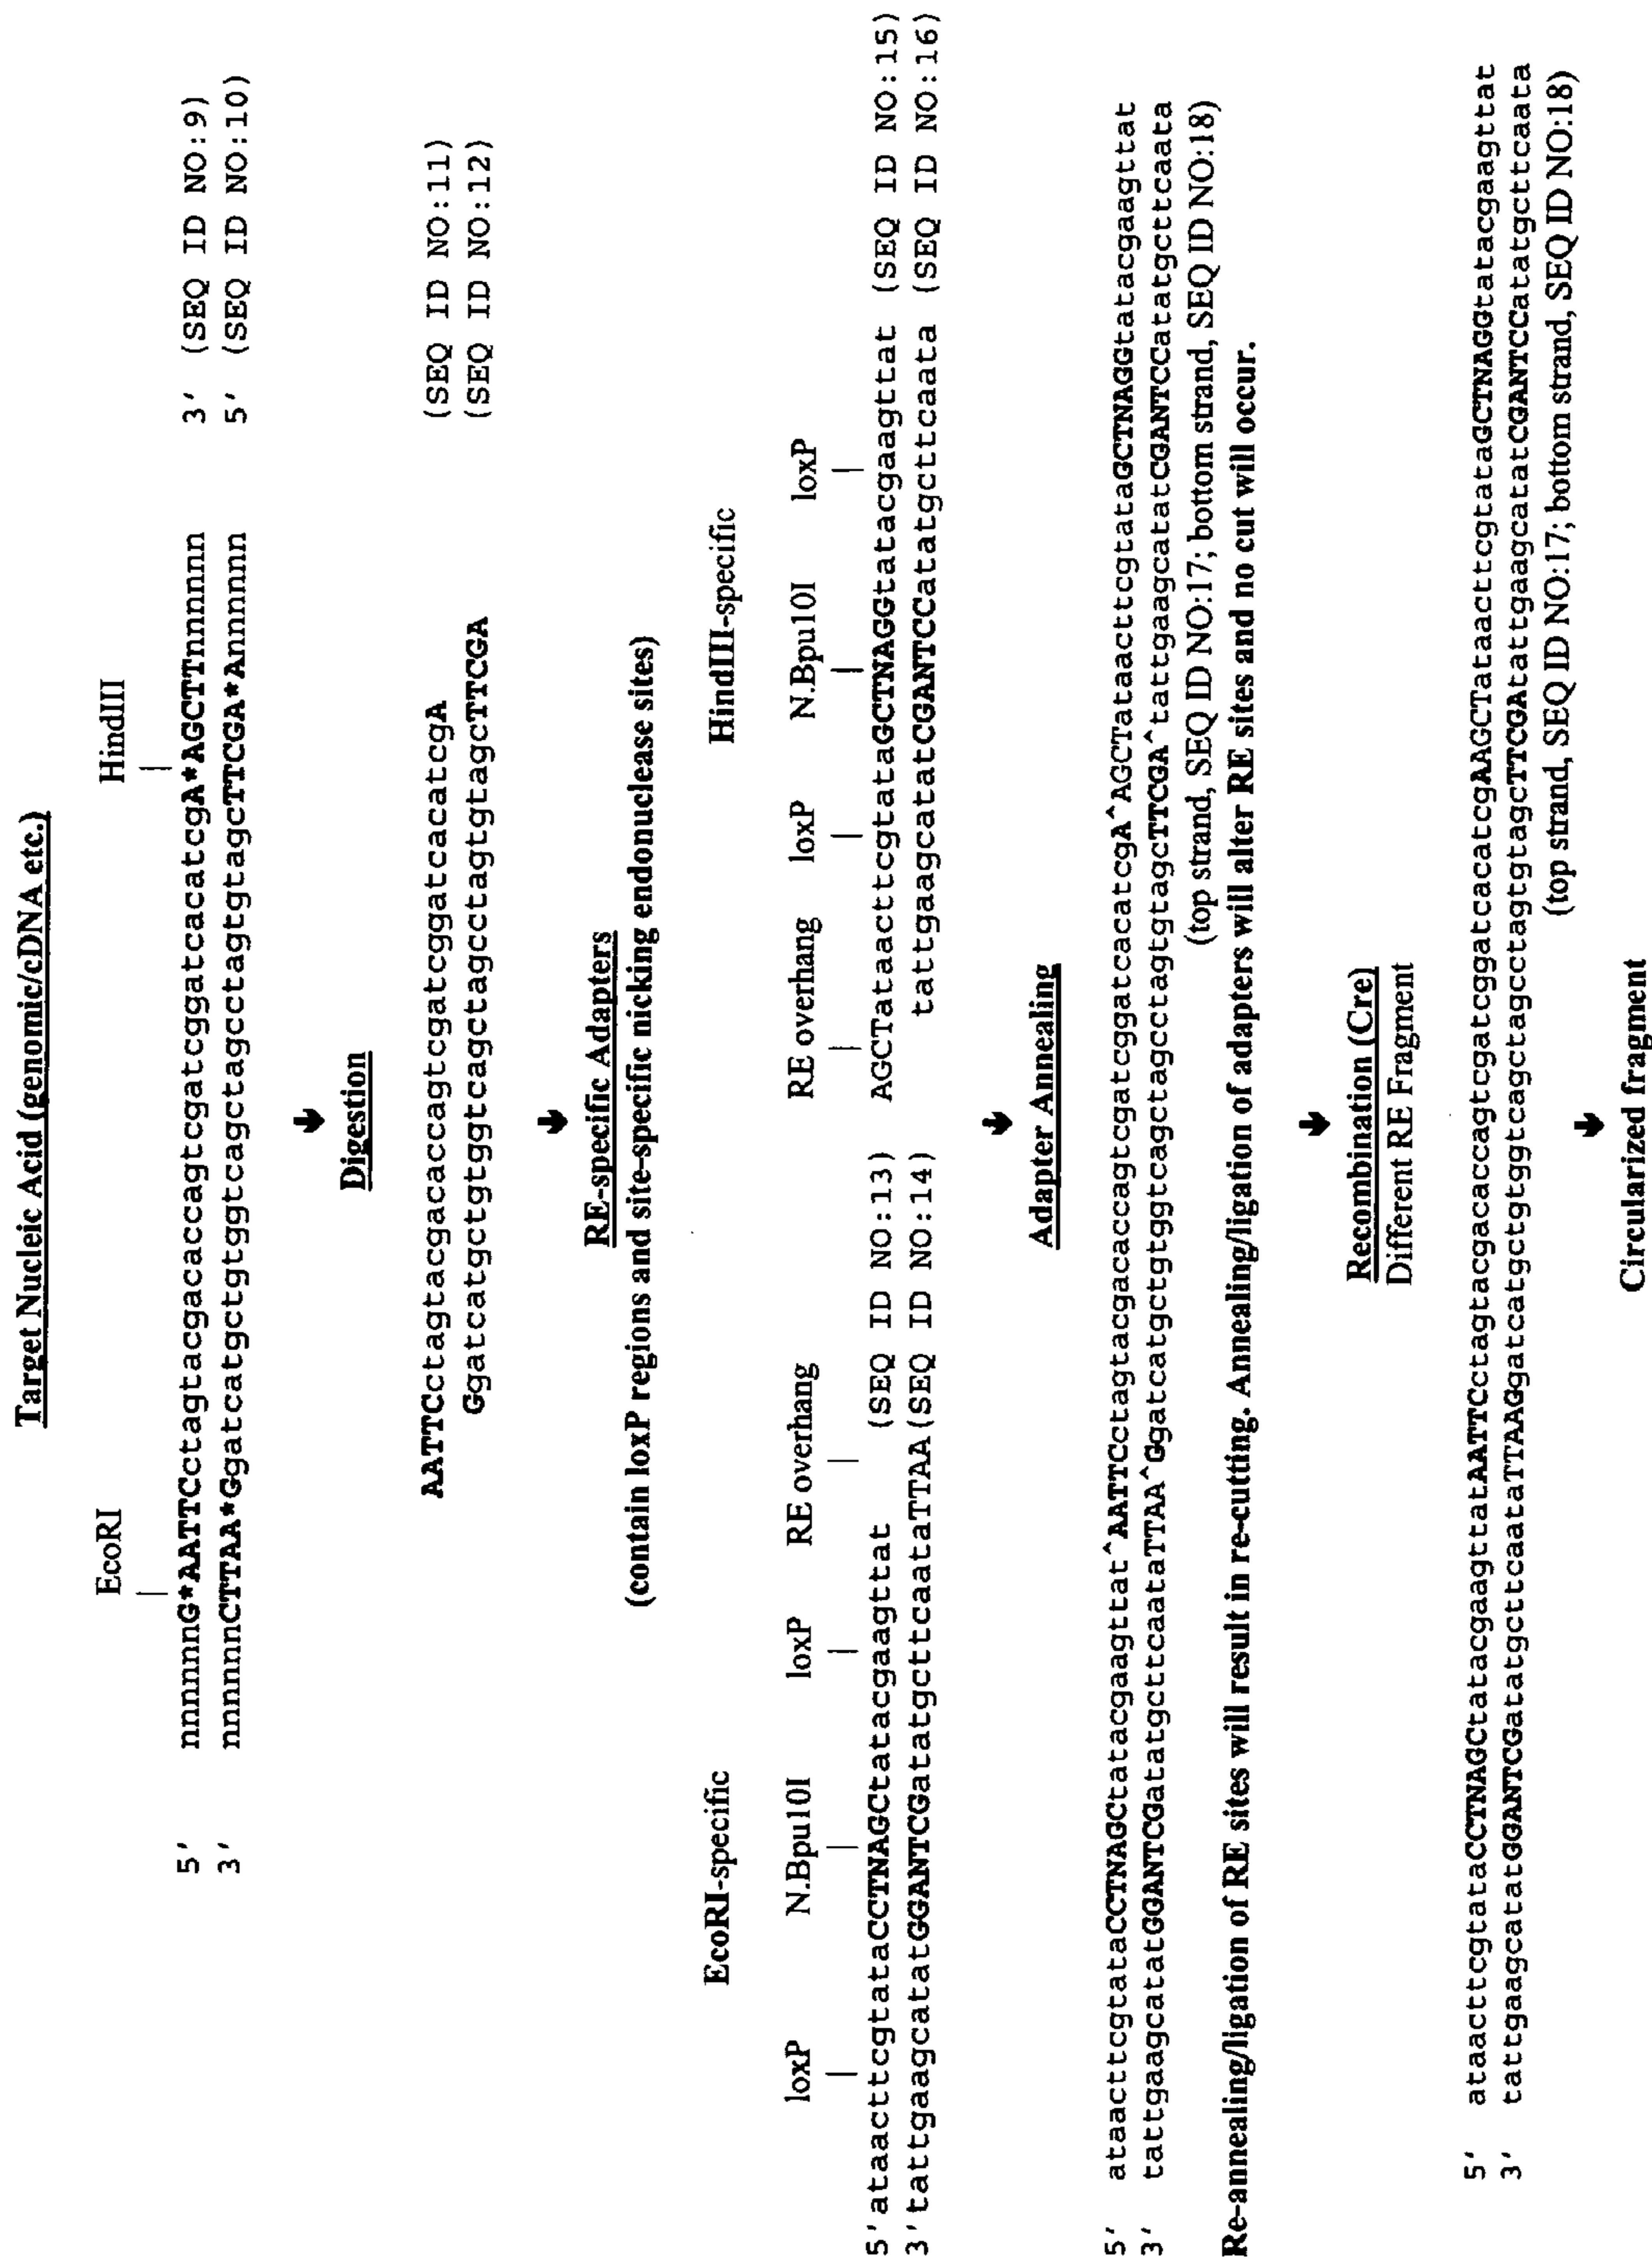 Target Nucleic Acid (genomic/cDNA etc.)
EcoRI HindIII
5' nnnnnG*AATTCctagtacgacaccagtcgatcggatcacatcgA*AGCTTnnnnn 3' (SEQ ID NO:9)
3' nnnnnCTTAA*GgatcatgctgtggtcagctagcctagtgtagcTTCGA*Annnnn 5' (SEQ ID NO:10)
Digestion
AATTCctagtacgacaccagtcgatcggatcacatcgA (SEQ ID NO:11)
GgatcatgctgtggtcagctagcctagtgtagcTTCGA (SEQ ID NO:12)
RE-specific Adapters
(contain loxP regions and site-specific nicking endonuclease sites)
EcoRI-specific HindIII-specific
loxP N.Bpu10I loxP RE overhang RE overhang loxP N.Bpu10I loxP
5'ataacttcgtataCCTNAGCtatacgaagttat (SEQ ID NO:13) AGCTataacttcgtataGCTNAGGtatacgaagttat (SEQ ID NO:15)
3'tattgaagcatatGGANTCGatatgcttcaataTTAA(SEQ ID NO:14) tattgaagcatatCGANTCCatatgcttcaata (SEQ ID NO:16)
Adapter Annealing
5' ataacttcgtataCCTNAGCtatacgaagttat^AATTCctagtacgacaccagtcgatcggatcacatcgA^AGCTataacttcgtataGCTNAGGtatacgaagttat
3' tattgaagcatatGGANTCGatatgcttcaataTTAA^GgatcatgctgtggtcagctagcctagtgtagcTTCGA^tattgaagcatatCGANTCCatatgcttcaata
(top strand, SEQ ID NO:17; bottom strand, SEQ ID NO:18)
Re-annealing/ligation of RE sites will result in re-cutting. Annealing/ligation of adapters will alter RE sites and no cut will occur.
Recombination (Cre)
Different RE Fragment
5' ataacttcgtataCCTNAGCtatacgaagttatAATTCctagtacgacaccagtcgatcggatcacatcgAAGCTataacttcgtataGCTNAGGtatacgaagttat
3' tattgaagcatatGGANTCGatatgcttcaataTTAAGgatcatgctgtggtcagctagcctagtgtagcTTCGAtattgaagcatatCGANTCCatatgcttcaata
(top strand, SEQ ID NO:17; bottom strand, SEQ ID NO:18)
Circularized fragment